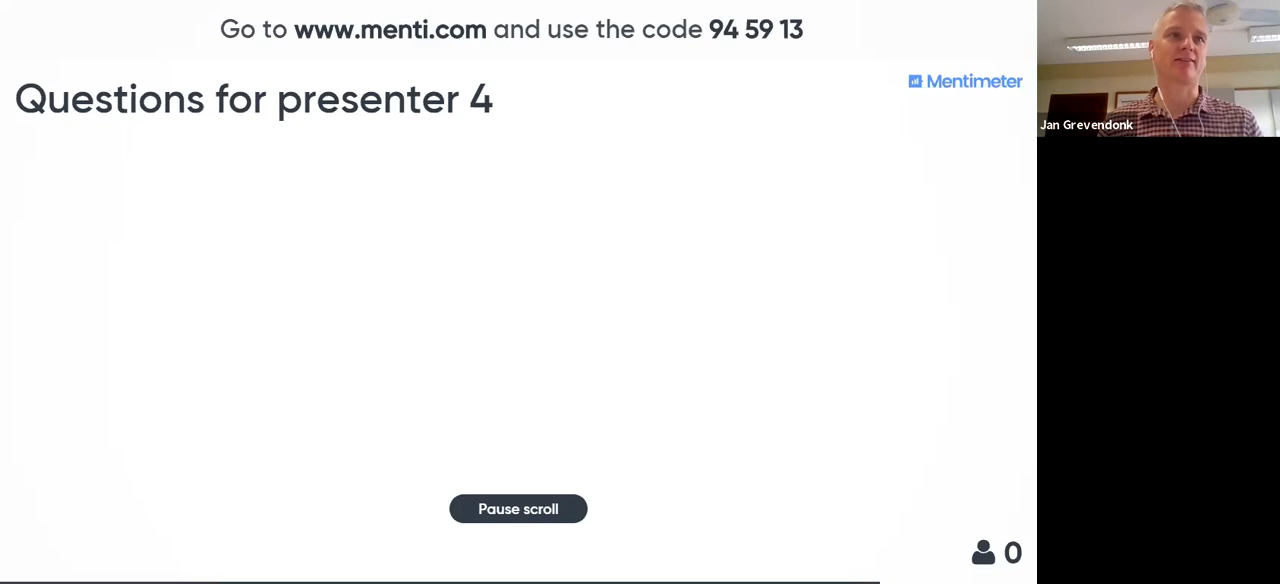 Go to www.menti.com and use the code 94 59 13
Mentimeter
Questions for presenter 4
Jan Grevendonk
Pause scroll
0